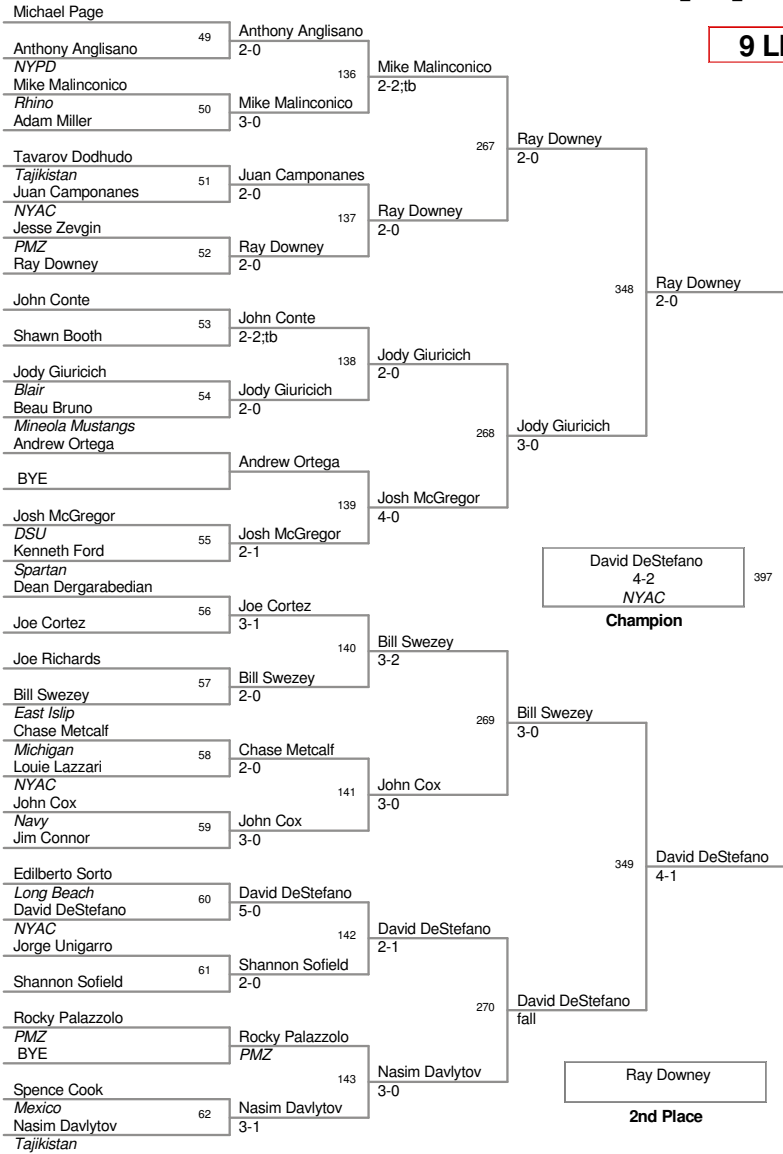 Michael Page
Anthony Anglisano
NYPD
Mike Malinconico
Rhino
Adam Miller
Tavarov Dodhudo
Tajikistan
Juan Camponanes
NYAC
Jesse Zevgin
PMZ
Ray Downey
John Conte
Shawn Booth
Jody Giuricich
Blair
Beau Bruno
Mineola Mustangs
Andrew Ortega
BYE
Josh McGregor
DSU
Kenneth Ford
Spartan
Dean Dergarabedian
Joe Cortez
Joe Richards
Bill Swezey
East Islip
Chase Metcalf
Michigan
Louie Lazzari
NYAC
John Cox
Navy
Jim Connor
Edilberto Sorto
Long Beach
David DeStefano
NYAC
Jorge Unigarro
Shannon Sofield
Rocky Palazzolo
PMZ
BYE
Spence Cook
Mexico
Nasim Davlytov
Tajikistan
49
50
51
52
53
54
55
56
57
58
59
60
61
62
Anthony Anglisano
2-0
Mike Malinconico
3-0
Juan Camponanes
2-0
Ray Downey
2-0
John Conte
2-2;tb
Jody Giuricich
2-0
Andrew Ortega
Josh McGregor
2-1
Joe Cortez
3-1
Bill Swezey
2-0
Chase Metcalf
2-0
John Cox
3-0
David DeStefano
5-0
Shannon Sofield
2-0
Rocky Palazzolo
PMZ
Nasim Davlytov
3-1
136
137
138
139
140
141
142
143
Mike Malinconico
2-2;tb
Ray Downey
2-0
Jody Giuricich
2-0
Josh McGregor
4-0
Bill Swezey
3-2
John Cox
3-0
David DeStefano
2-1
Nasim Davlytov
3-0
267
268
269
270
Ray Downey
2-0
Jody Giuricich
3-0
Bill Swezey
3-0
David DeStefano
fall
348
349
Ray Downey
2-0
David DeStefano
4-1
David DeStefano
4-2
NYAC
397
Champion
Ray Downey
2nd Place
9